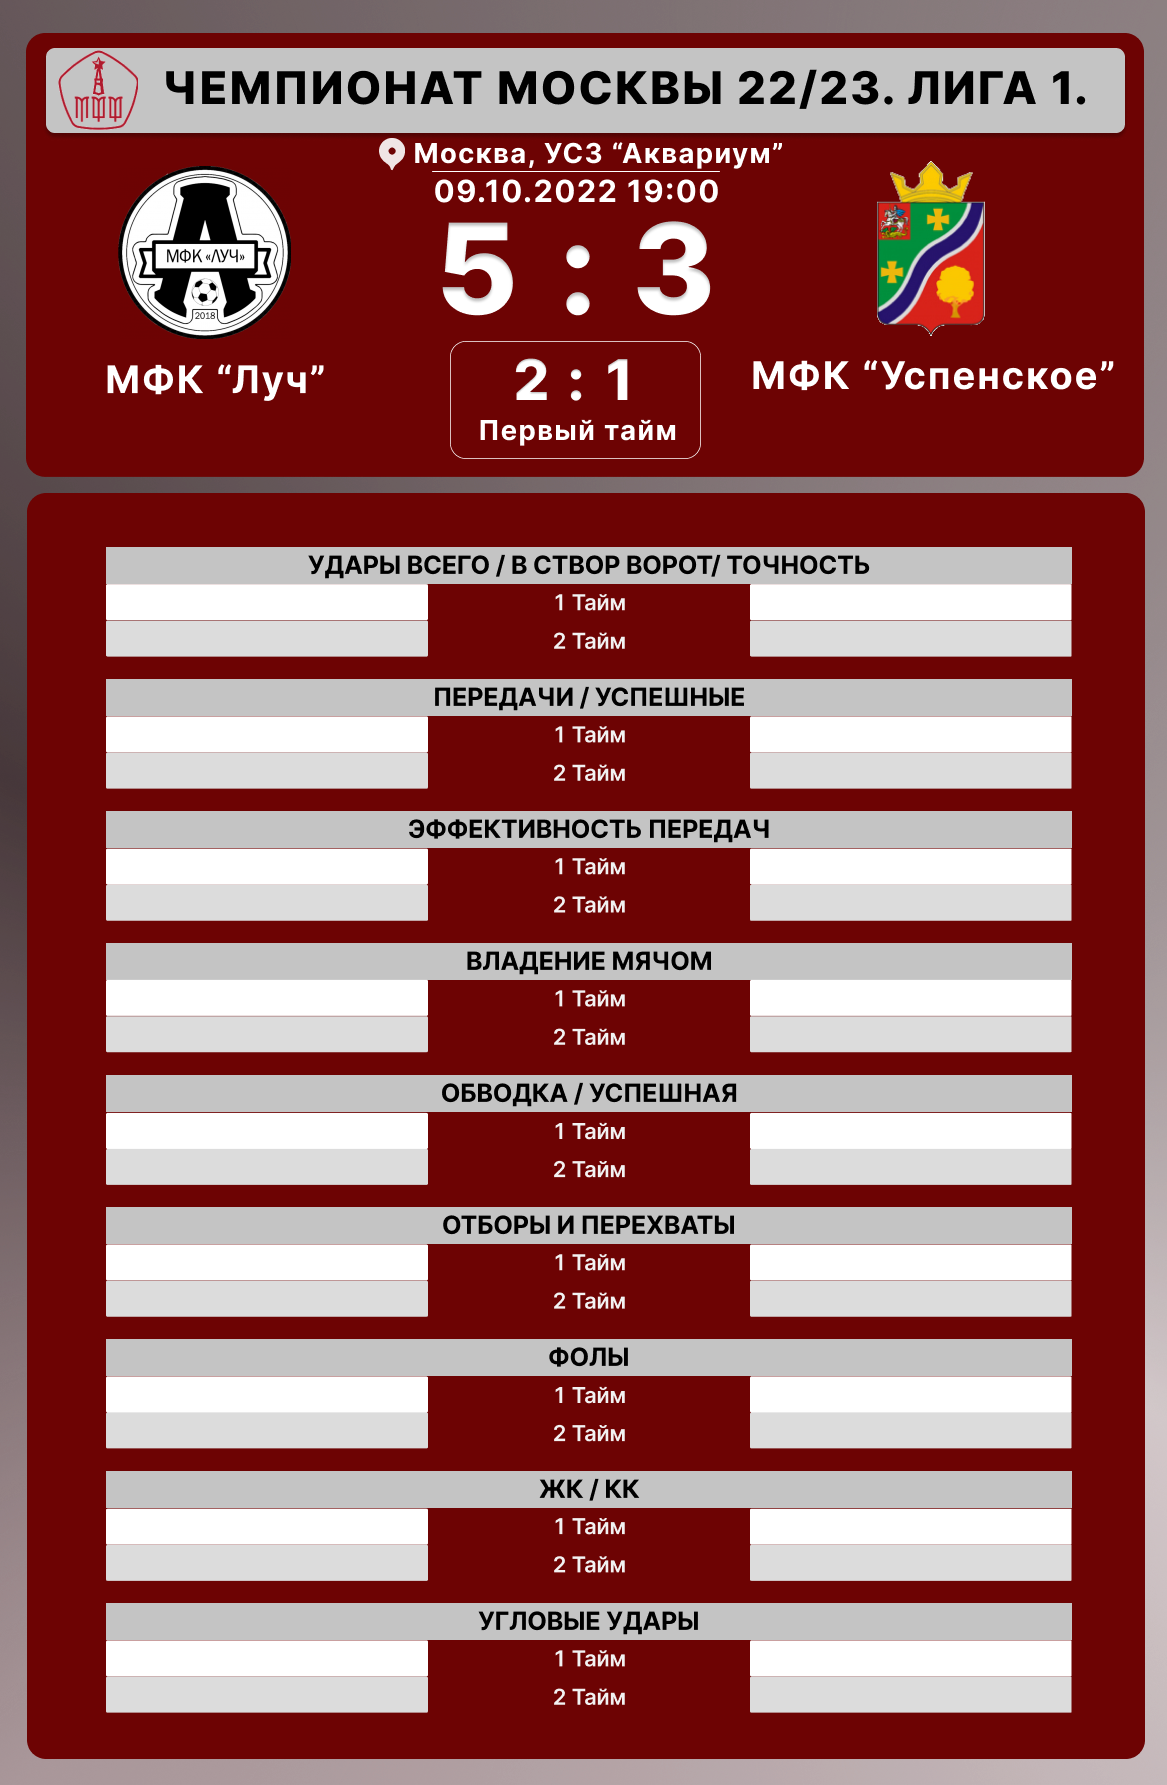 МФФ
ЧЕМПИОНАТ МОСКВЫ 22/23. ЛИГА 1.
Москва, УСЗ “Аквариум”
09.10.2022 19:00
5 : 3
МФК «ЛУЧ»
2018
МФК “Луч”
МФК “Успенское”
2 : 1
Первый тайм
УДАРЫ ВСЕГО / В СТВОР ВОРОТ/ ТОЧНОСТЬ
1 Тайм
2 Тайм
ПЕРЕДАЧИ / УСПЕШНЫЕ
1 Тайм
2 Тайм
ЭФФЕКТИВНОСТЬ ПЕРЕДАЧ
1 Тайм
2 Тайм
ВЛАДЕНИЕ МЯЧОМ
1 Тайм
2 Тайм
ОБВОДКА / УСПЕШНАЯ
1 Тайм
2 Тайм
ОТБОРЫ И ПЕРЕХВАТЫ
1 Тайм
2 Тайм
ФОЛЫ
1 Тайм
2 Тайм
ЖК / КК
1 Тайм
2 Тайм
УГЛОВЫЕ УДАРЫ
1 Тайм
2 Тайм